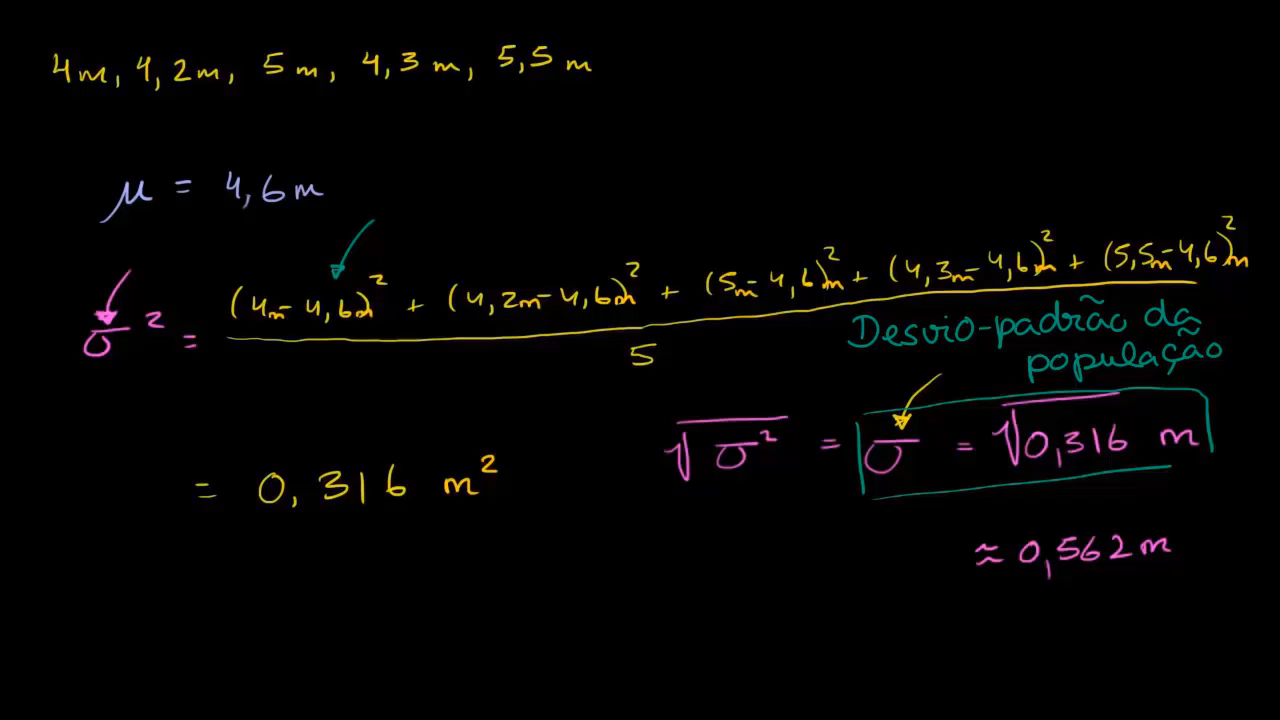 4m, 4,2m, 5m, 4,3m, 5,5m
μ = 4,6m
σ² = (4m-4,6m)² + (4,2m-4,6m)² + (5m-4,6m)² + (4,3m-4,6m)² + (5,5m-4,6m)²
5
Desvio-padrão da
população
√σ² = σ = √0,316 m
= 0,316 m²
≈ 0,562m